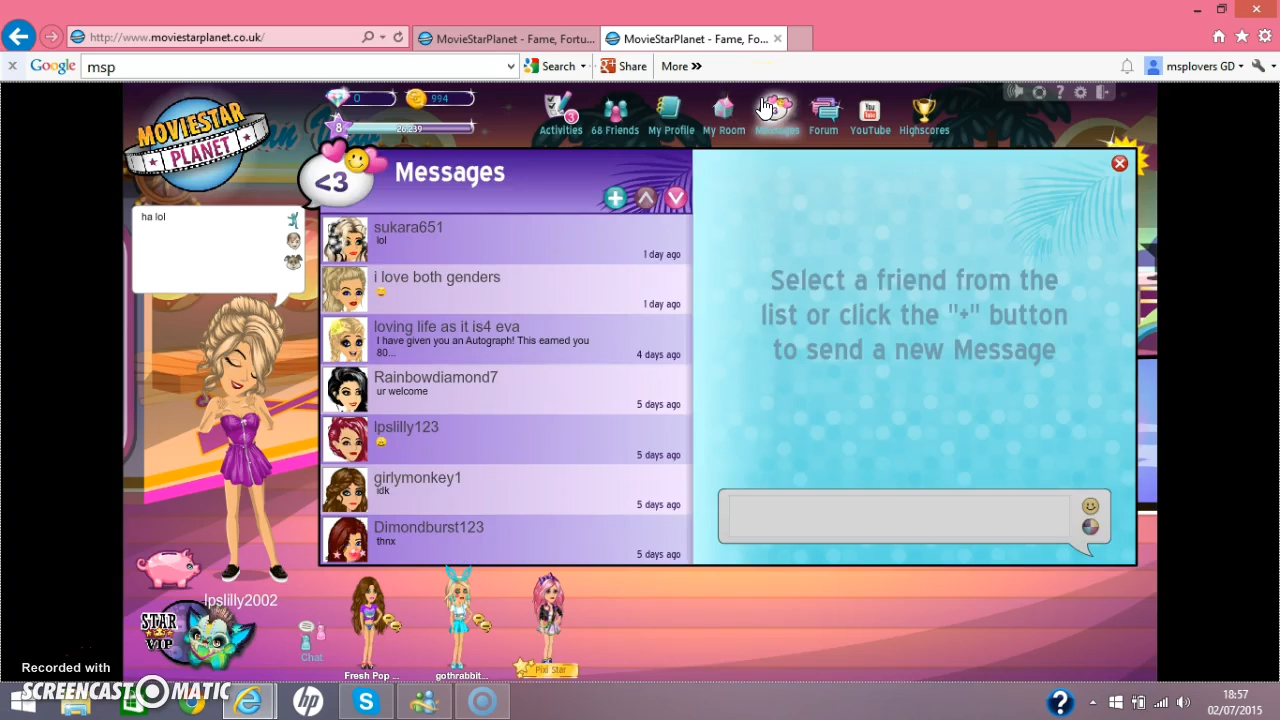 http://www.moviestarplanet.co.uk/
MovieStarPlanet - Fame, Fortu...
MovieStarPlanet - Fame, Fo...
Google
msp
Search
Share
More »
msplovers GD
MOVIESTAR
PLANET
0
994
8
26,239
3
Activities
68 Friends
My Profile
My Room
Messages
Forum
YouTube
Highscores
<3
Messages
ha lol
sukara651
lol
1 day ago
i love both genders
1 day ago
loving life as it is4 eva
I have given you an Autograph! This earned you
80...
4 days ago
Rainbowdiamond7
ur welcome
5 days ago
lpslilly123
5 days ago
girlymonkey1
idk
5 days ago
Dimondburst123
thnx
5 days ago
Select a friend from the
list or click the "+" button
to send a new Message
lpslilly2002
STAR
VIP
Chat
Fresh Pop ...
gothrabbit...
Pixi Star
Recorded with
SCREENCAST-O-MATIC
18:57
02/07/2015